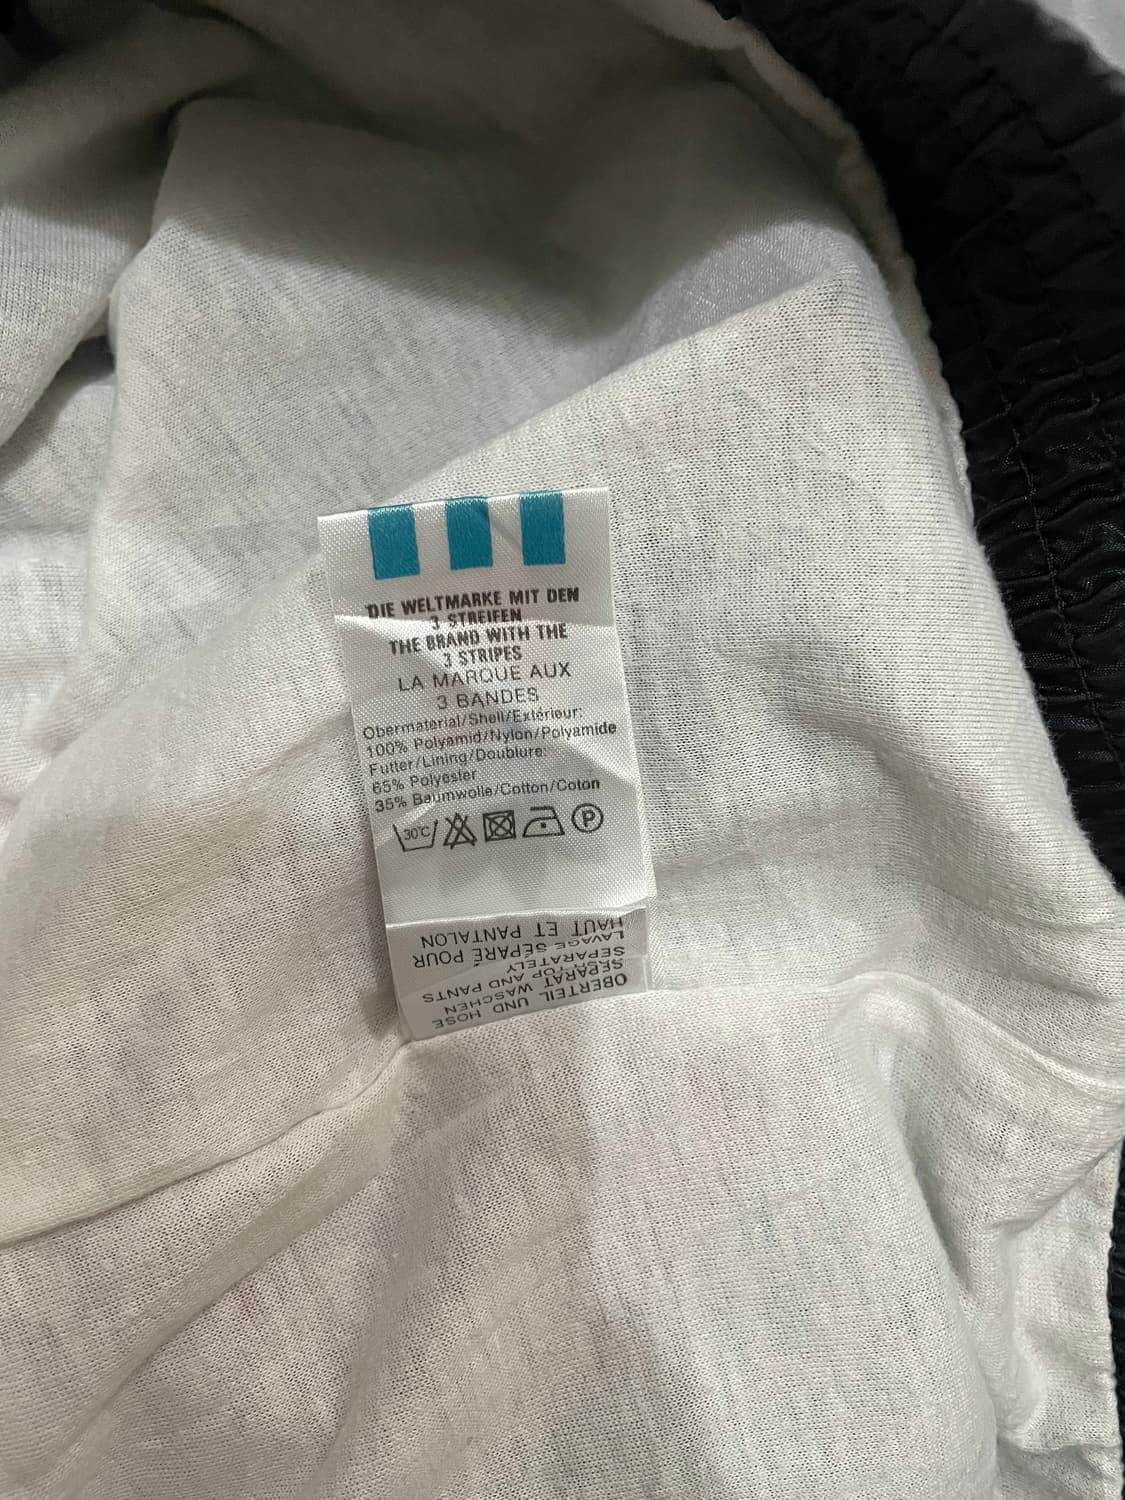 DIE WELTMARKE MIT DEN
3 STREIFEN
THE BRAND WITH THE
3 STRIPES
LA MARQUE AUX
3 BANDES
Obermaterial/Shell/Extérieur:
100% Polyamid/Nylon/Polyamide
Futter/Lining/Doublure:
65% Polyester
35% Baumwolle/Cotton/Coton
30°C P
OBERTEIL UND HOSE
SEPARAT WASCHEN
WASH TOP AND PANTS
SEPARATELY
LAVAGE SÉPARÉ POUR
HAUT ET PANTALON